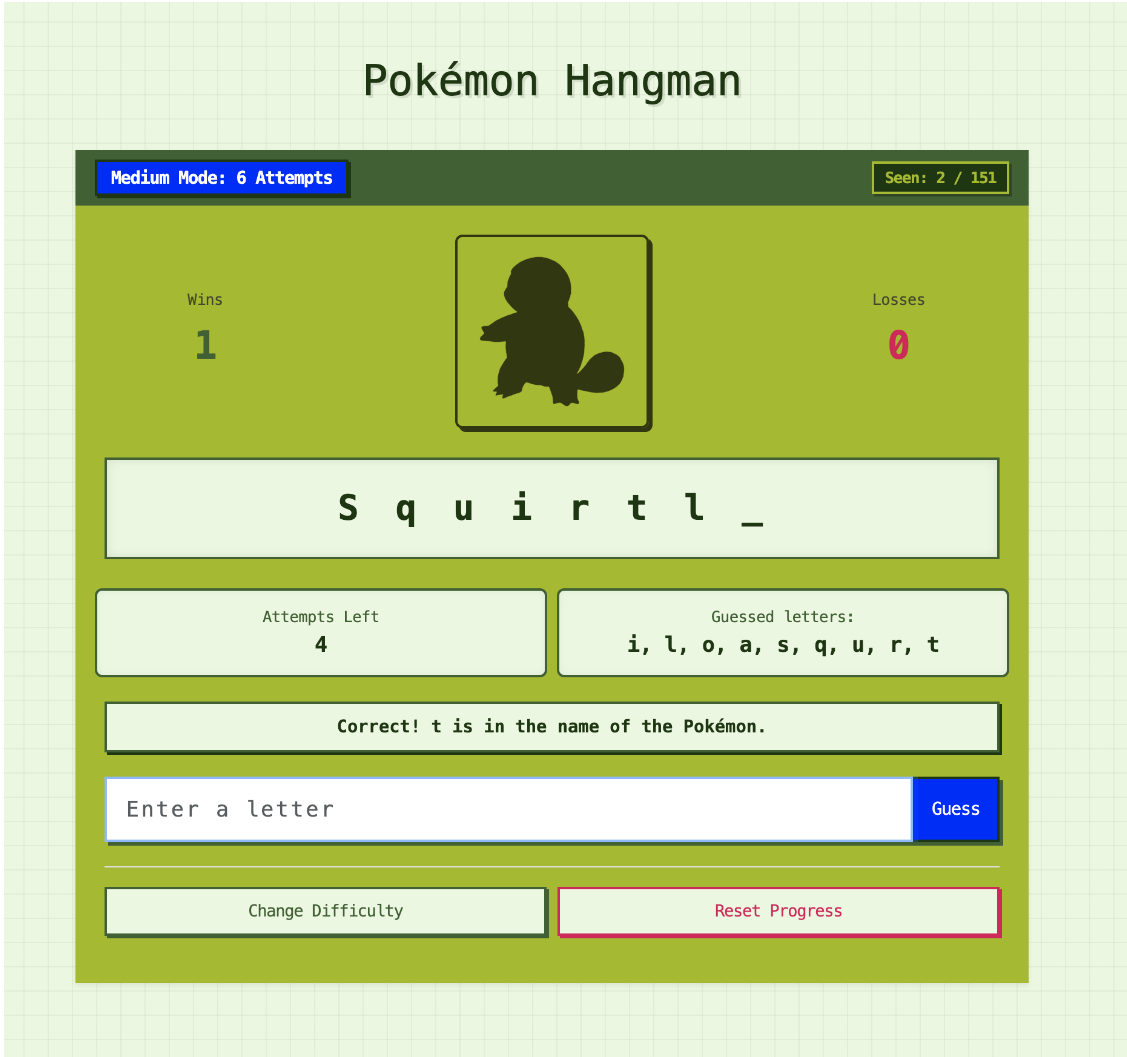 Pokémon Hangman
Medium Mode: 6 Attempts
Seen: 2 / 151
Wins
1
Losses
0
S q u i r t l _
Attempts Left
4
Guessed letters:
i, l, o, a, s, q, u, r, t
Correct! t is in the name of the Pokémon.
Enter a letter
Guess
Change Difficulty
Reset Progress